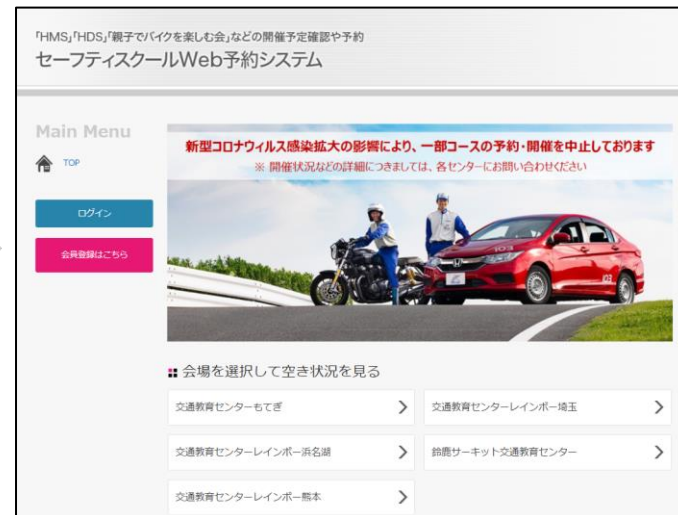 「HMS」「HDS」「親子でバイクを楽しむ会」などの開催予定確認や予約
セーフティスクールWeb予約システム
Main Menu
TOP
ログイン
会員登録はこちら
新型コロナウィルス感染拡大の影響により、一部コースの予約・開催を中止しております
※ 開催状況などの詳細につきましては、各センターにお問い合わせください
103
103
会場を選択して空き状況を見る
交通教育センターもてぎ
交通教育センターレインボー埼玉
交通教育センターレインボー浜名湖
鈴鹿サーキット交通教育センター
交通教育センターレインボー熊本